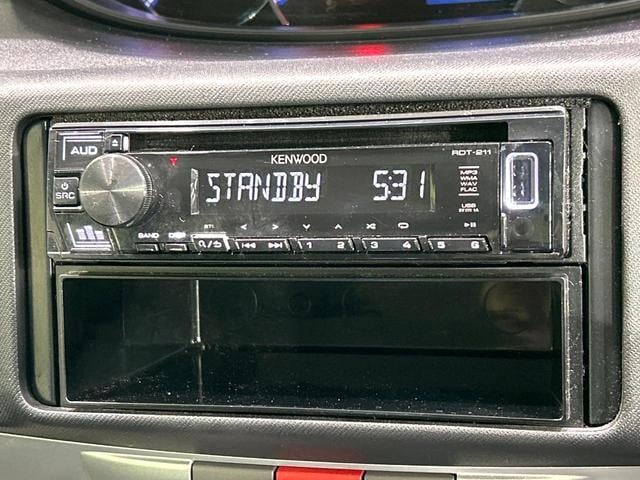 AUD
KENWOOD
RDT-211
SRC
STANDBY 5:31
MP3
WMA
WAV
FLAC
USB
BAND
1 2 3 4 5 6